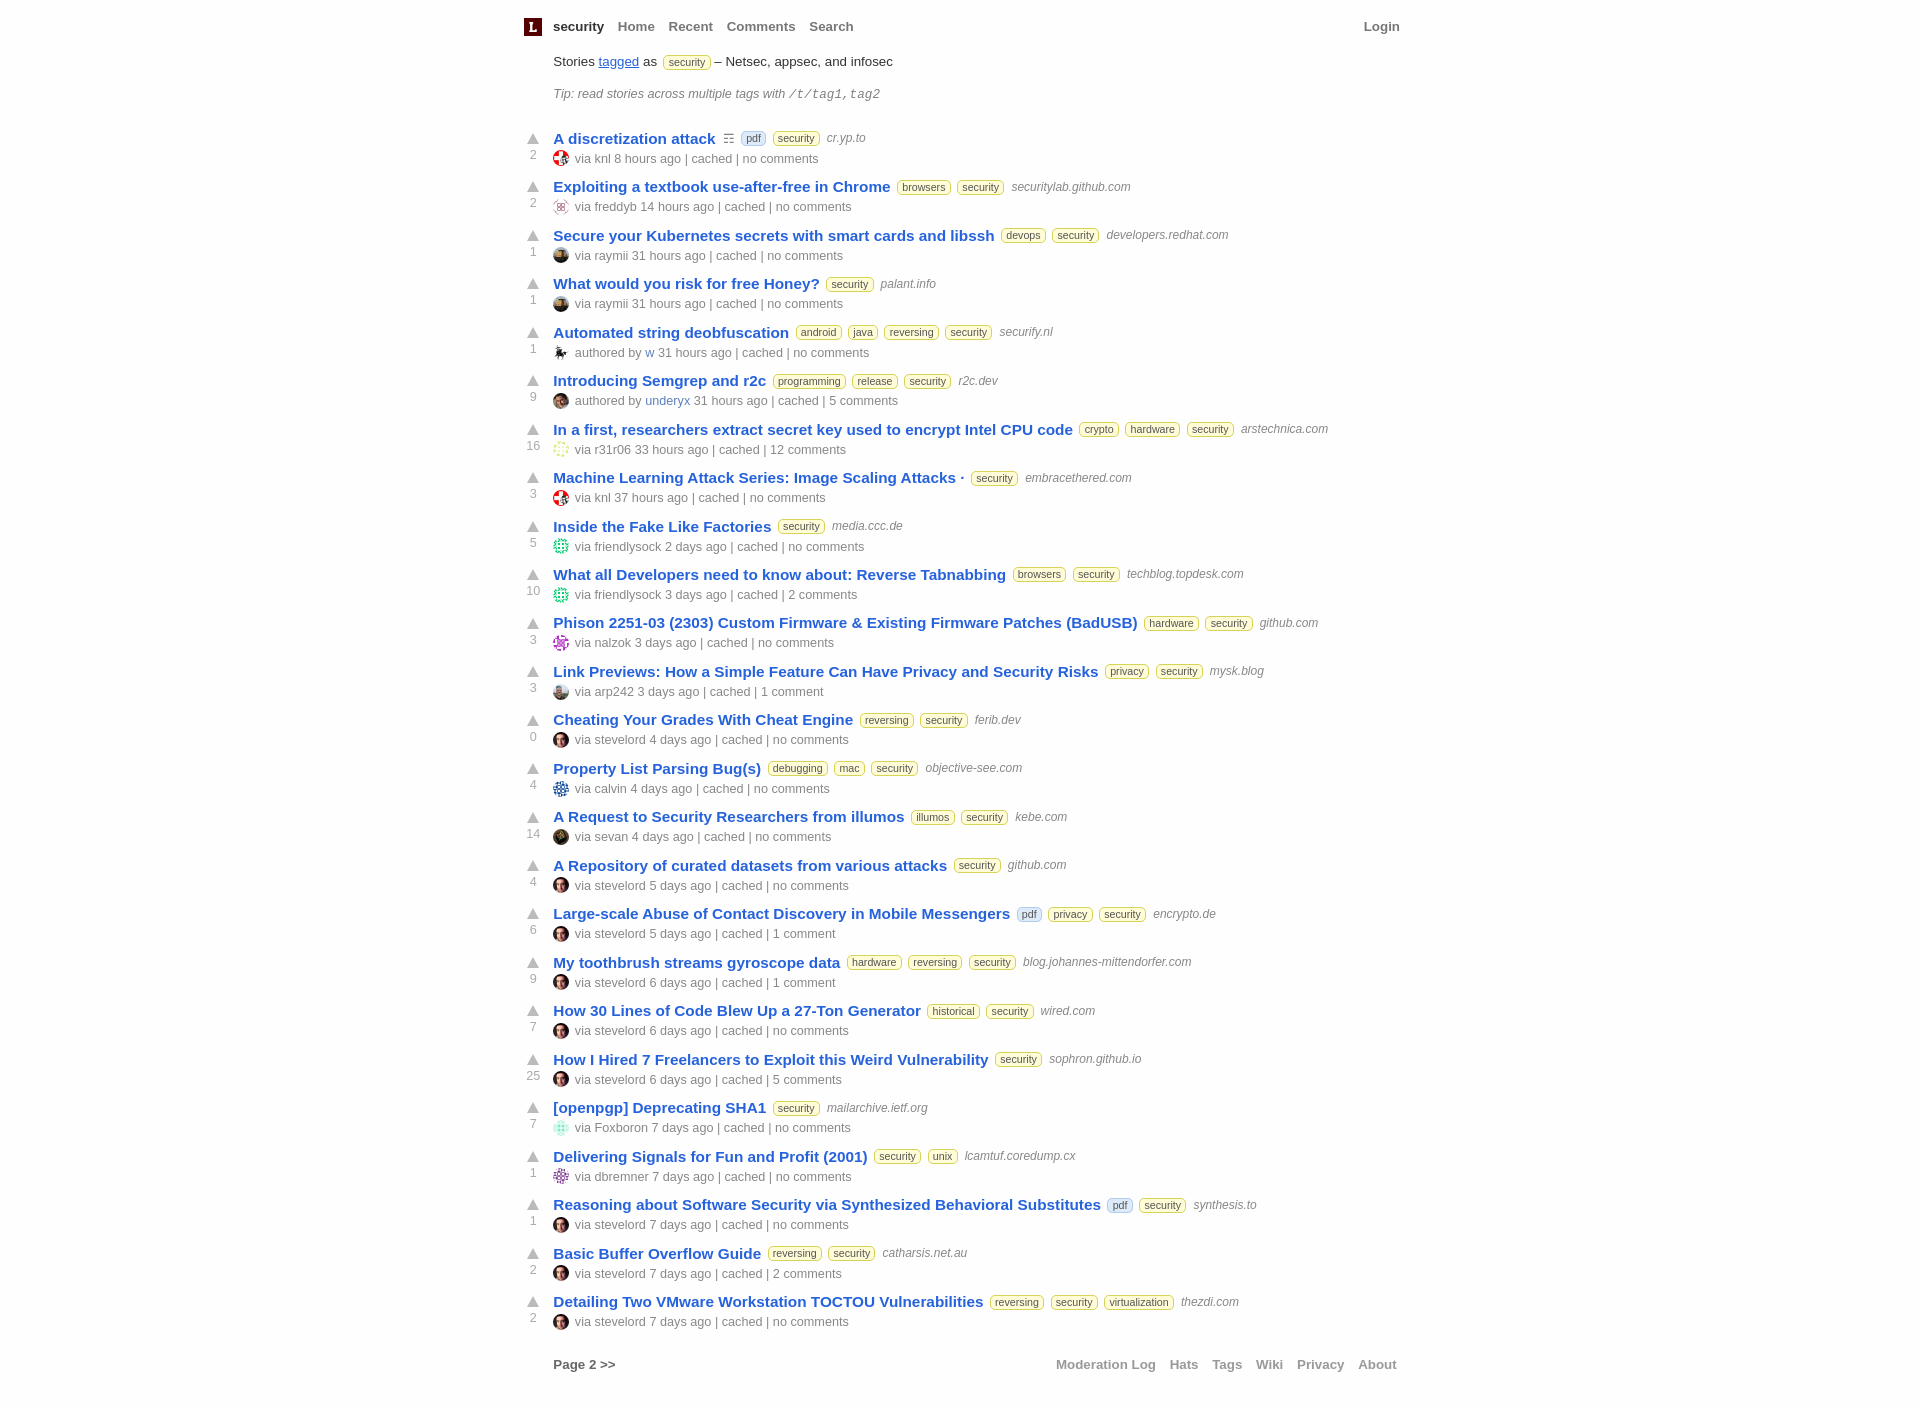 L security Home Recent Comments Search Login
Stories tagged as security – Netsec, appsec, and infosec
Tip: read stories across multiple tags with /t/tag1,tag2
A discretization attack ☶ pdf security cr.yp.to
2 via knl 8 hours ago | cached | no comments
Exploiting a textbook use-after-free in Chrome browsers security securitylab.github.com
2 via freddyb 14 hours ago | cached | no comments
Secure your Kubernetes secrets with smart cards and libssh devops security developers.redhat.com
1 via raymii 31 hours ago | cached | no comments
What would you risk for free Honey? security palant.info
1 via raymii 31 hours ago | cached | no comments
Automated string deobfuscation android java reversing security securify.nl
1 authored by w 31 hours ago | cached | no comments
Introducing Semgrep and r2c programming release security r2c.dev
9 authored by underyx 31 hours ago | cached | 5 comments
In a first, researchers extract secret key used to encrypt Intel CPU code crypto hardware security arstechnica.com
16 via r31r06 33 hours ago | cached | 12 comments
Machine Learning Attack Series: Image Scaling Attacks · security embracethered.com
3 via knl 37 hours ago | cached | no comments
Inside the Fake Like Factories security media.ccc.de
5 via friendlysock 2 days ago | cached | no comments
What all Developers need to know about: Reverse Tabnabbing browsers security techblog.topdesk.com
10 via friendlysock 3 days ago | cached | 2 comments
Phison 2251-03 (2303) Custom Firmware & Existing Firmware Patches (BadUSB) hardware security github.com
3 via nalzok 3 days ago | cached | no comments
Link Previews: How a Simple Feature Can Have Privacy and Security Risks privacy security mysk.blog
3 via arp242 3 days ago | cached | 1 comment
Cheating Your Grades With Cheat Engine reversing security ferib.dev
0 via stevelord 4 days ago | cached | no comments
Property List Parsing Bug(s) debugging mac security objective-see.com
4 via calvin 4 days ago | cached | no comments
A Request to Security Researchers from illumos illumos security kebe.com
14 via sevan 4 days ago | cached | no comments
A Repository of curated datasets from various attacks security github.com
4 via stevelord 5 days ago | cached | no comments
Large-scale Abuse of Contact Discovery in Mobile Messengers pdf privacy security encrypto.de
6 via stevelord 5 days ago | cached | 1 comment
My toothbrush streams gyroscope data hardware reversing security blog.johannes-mittendorfer.com
9 via stevelord 6 days ago | cached | 1 comment
How 30 Lines of Code Blew Up a 27-Ton Generator historical security wired.com
7 via stevelord 6 days ago | cached | no comments
How I Hired 7 Freelancers to Exploit this Weird Vulnerability security sophron.github.io
25 via stevelord 6 days ago | cached | 5 comments
[openpgp] Deprecating SHA1 security mailarchive.ietf.org
7 via Foxboron 7 days ago | cached | no comments
Delivering Signals for Fun and Profit (2001) security unix lcamtuf.coredump.cx
1 via dbremner 7 days ago | cached | no comments
Reasoning about Software Security via Synthesized Behavioral Substitutes pdf security synthesis.to
1 via stevelord 7 days ago | cached | no comments
Basic Buffer Overflow Guide reversing security catharsis.net.au
2 via stevelord 7 days ago | cached | 2 comments
Detailing Two VMware Workstation TOCTOU Vulnerabilities reversing security virtualization thezdi.com
2 via stevelord 7 days ago | cached | no comments
Page 2 >> Moderation Log Hats Tags Wiki Privacy About